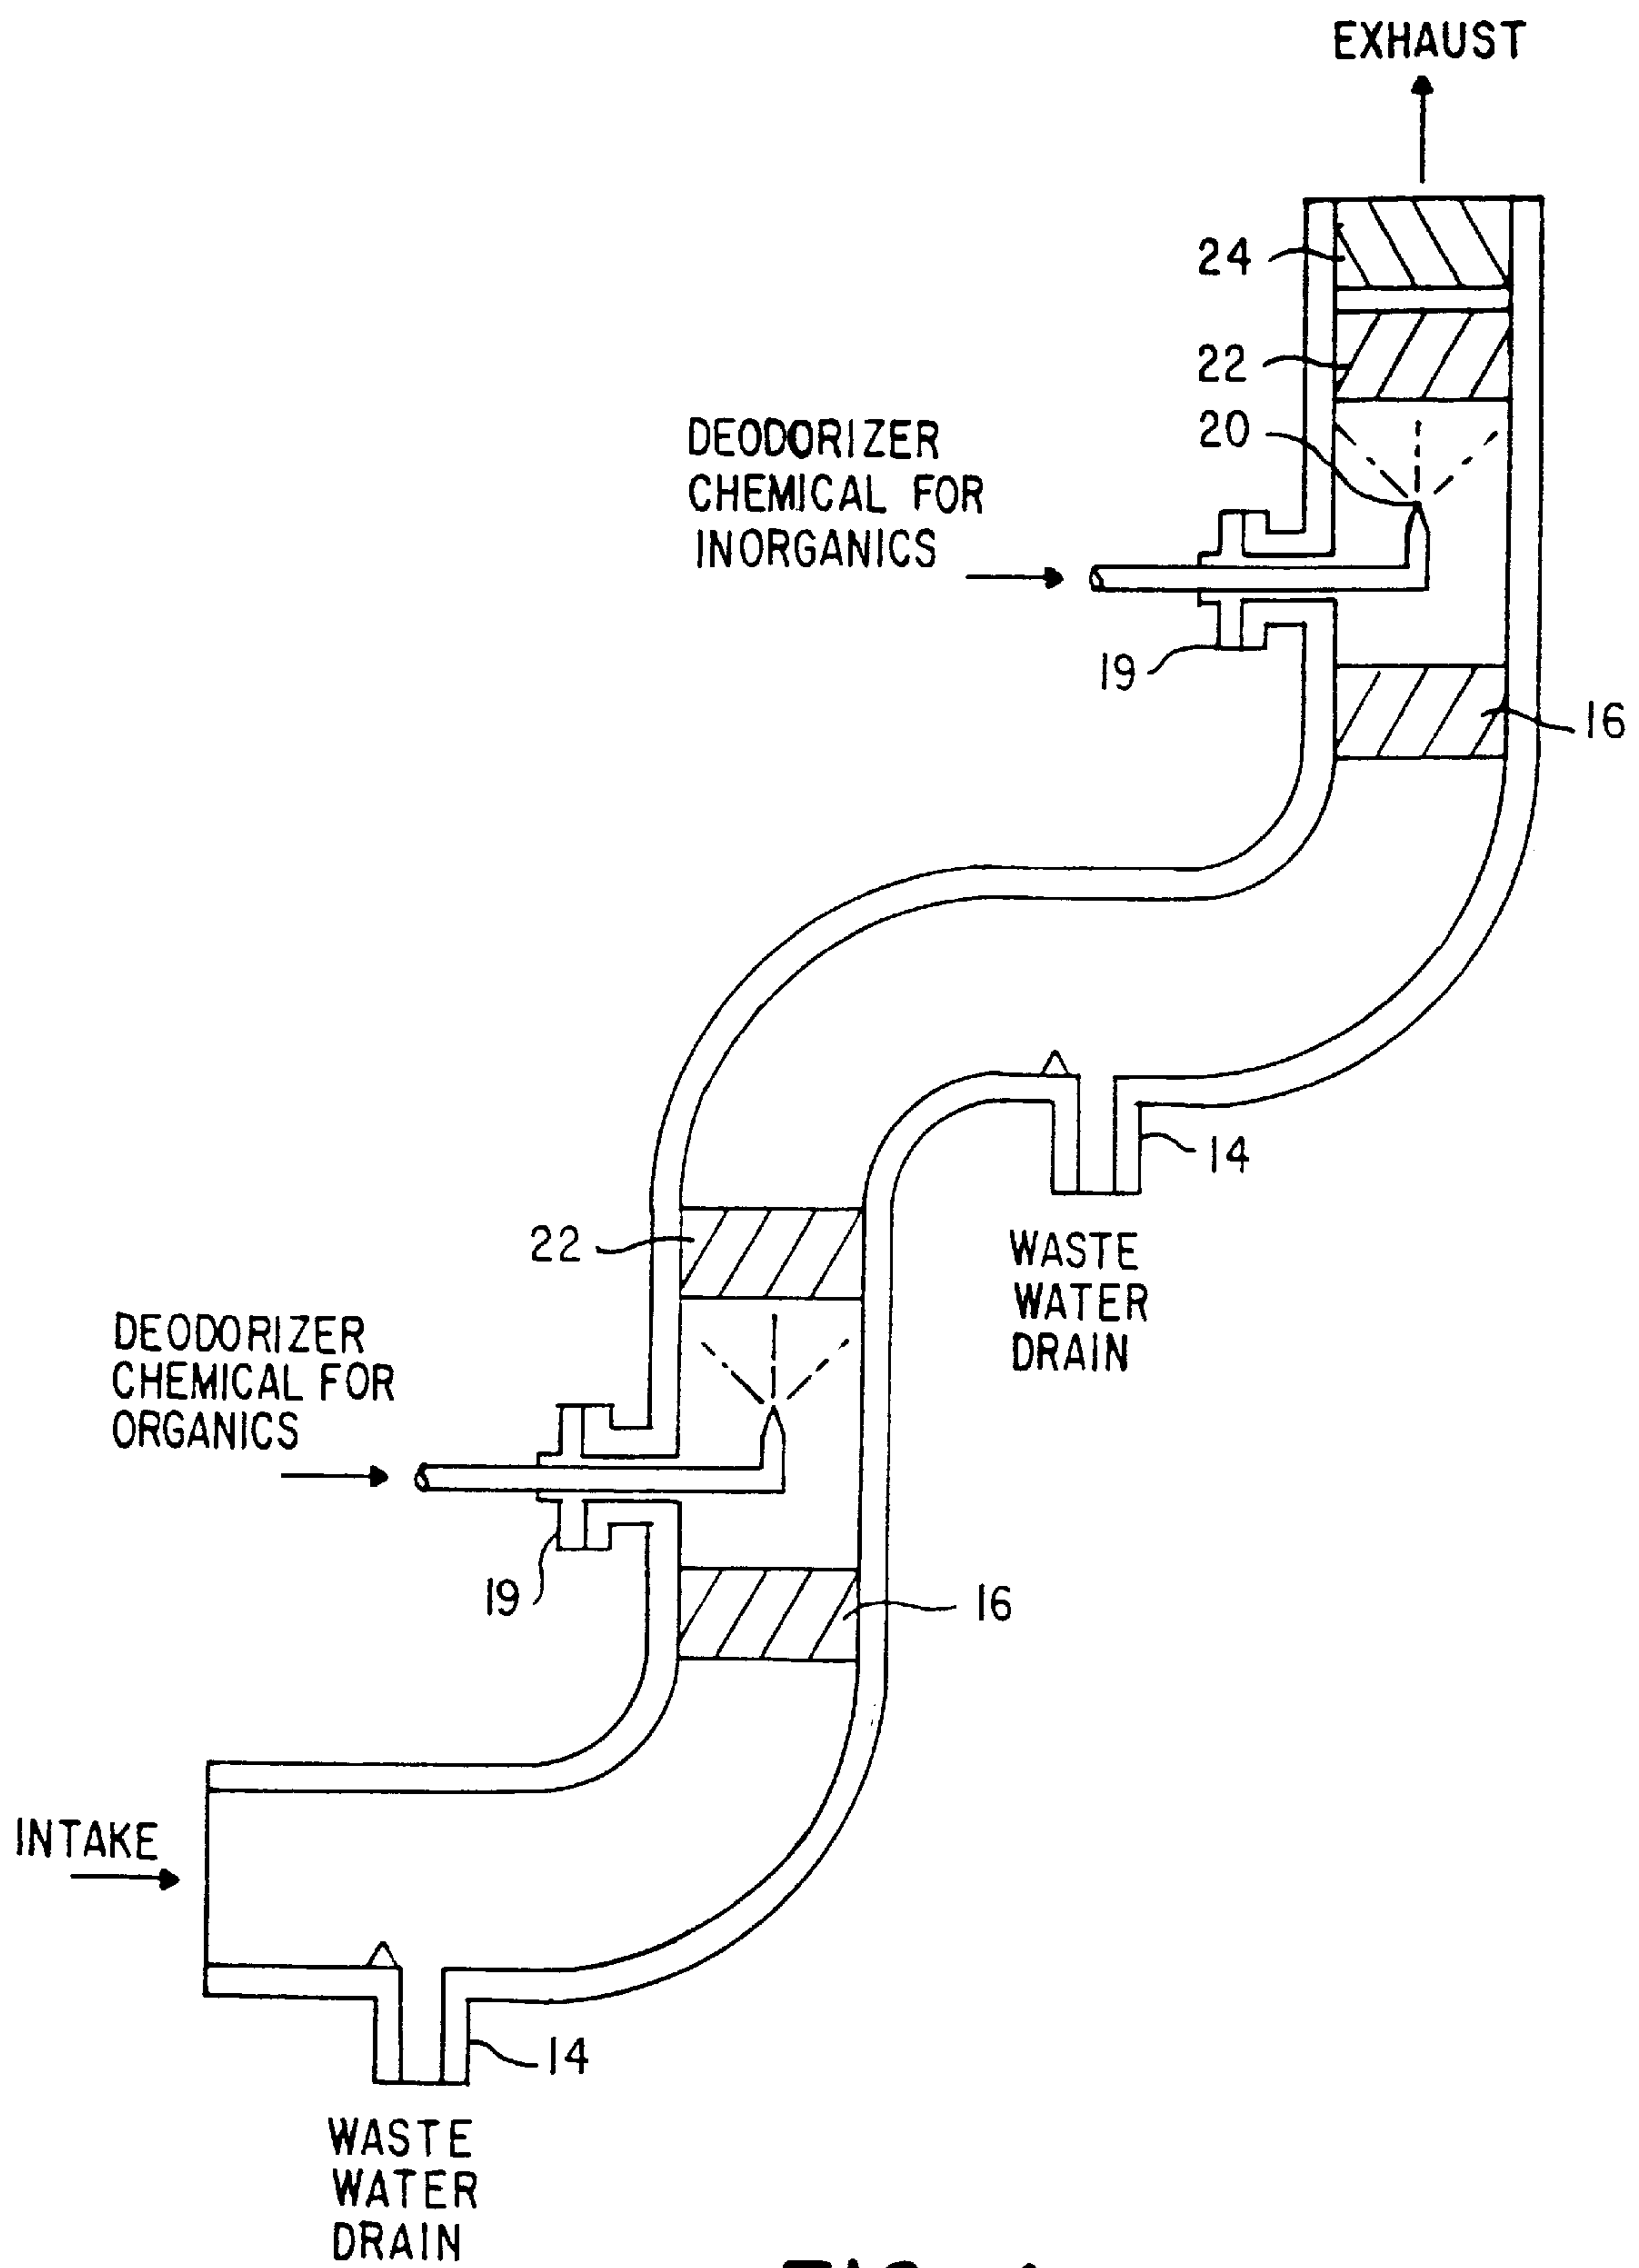 EXHAUST
24
22
20
DEODORIZER
CHEMICAL FOR
INORGANICS
19
16
14
WASTE
WATER
DRAIN
22
DEODORIZER
CHEMICAL FOR
ORGANICS
19
16
INTAKE
14
WASTE
WATER
DRAIN